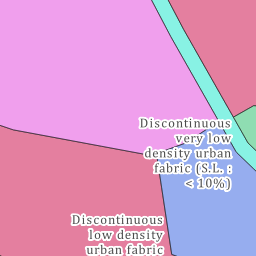 Discontinuous
very low
density urban
fabric (S.L. :
< 10%)
Discontinuous
low density
urban fabric